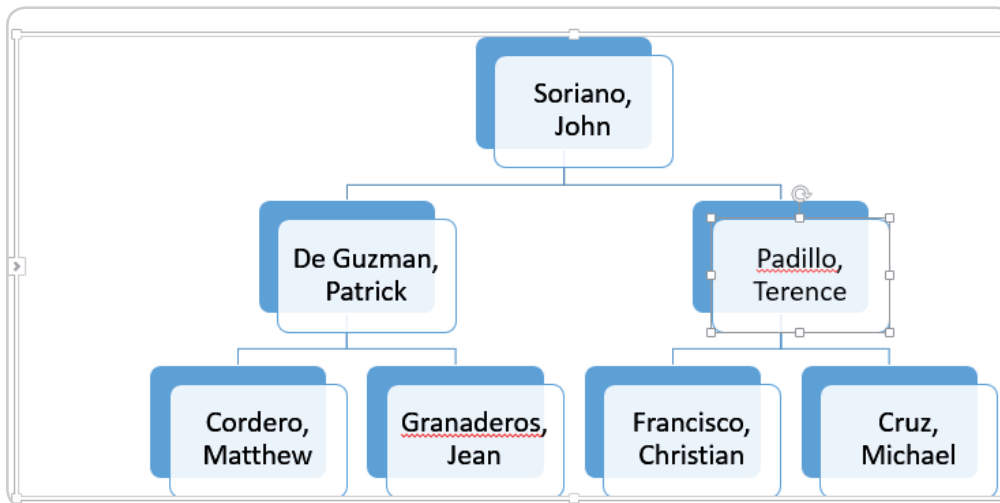 Soriano,
John
De Guzman,
Patrick
Padillo,
Terence
Cordero,
Matthew
Granaderos,
Jean
Francisco,
Christian
Cruz,
Michael